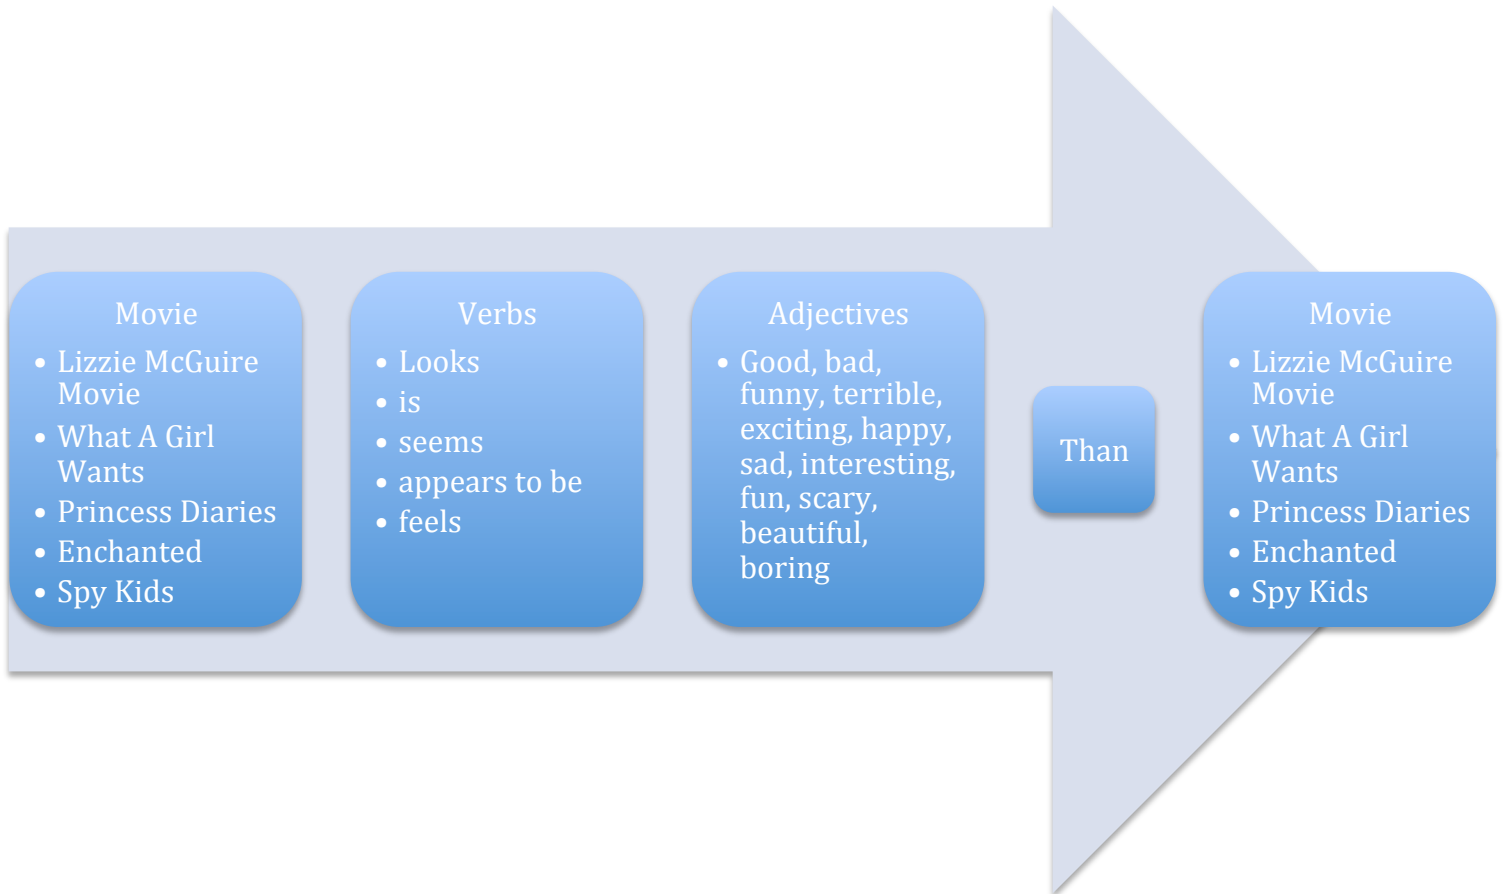 Movie
• Lizzie McGuire
Movie
• What A Girl
Wants
• Princess Diaries
• Enchanted
• Spy Kids
Verbs
• Looks
• is
• seems
• appears to be
• feels
Adjectives
• Good, bad,
funny, terrible,
exciting, happy,
sad, interesting,
fun, scary,
beautiful,
boring
Than
Movie
• Lizzie McGuire
Movie
• What A Girl
Wants
• Princess Diaries
• Enchanted
• Spy Kids